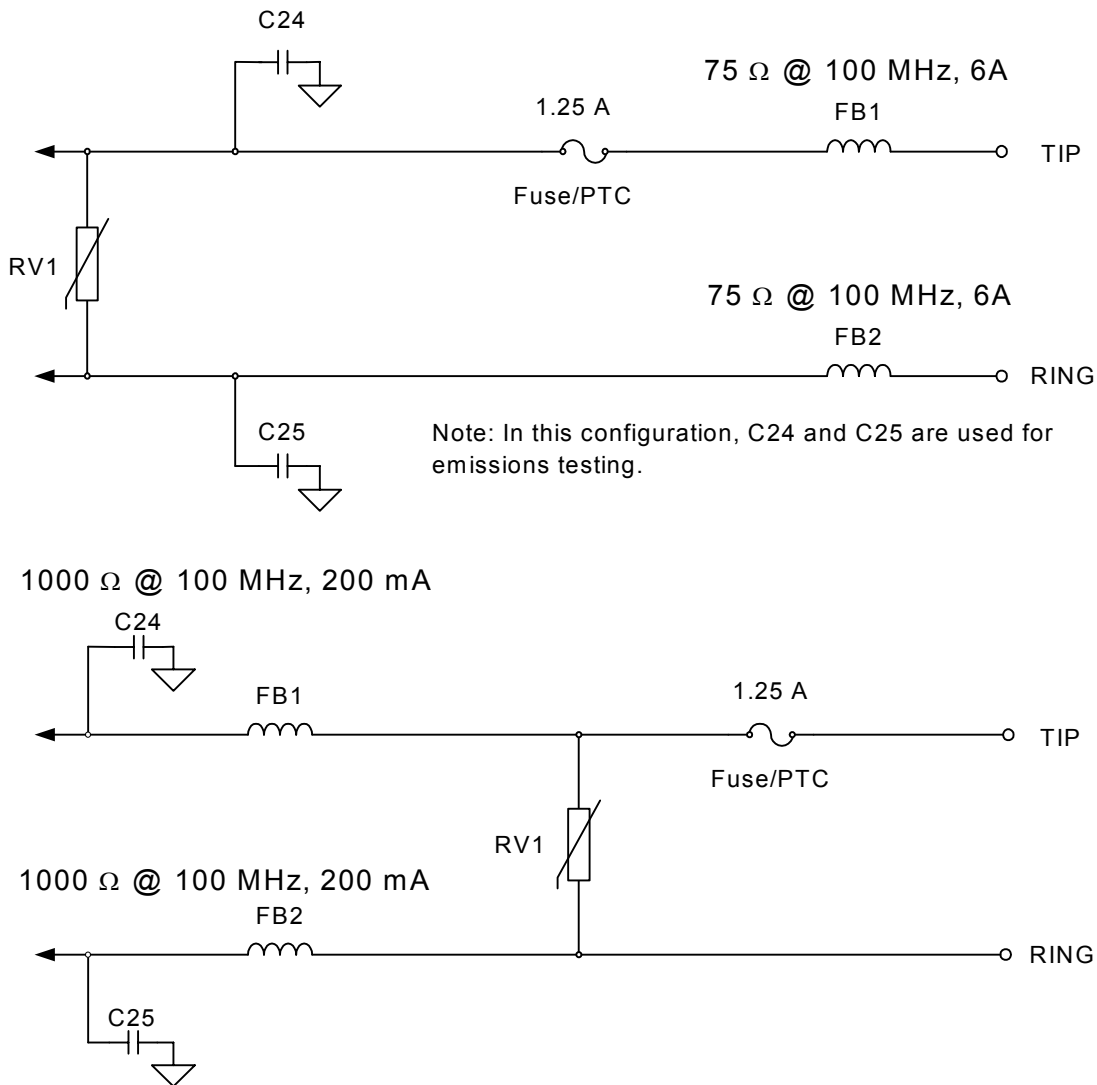 C24
75 Ω @ 100 MHz, 6A
1.25 A
FB1
TIP
Fuse/PTC
RV1
75 Ω @ 100 MHz, 6A
FB2
RING
C25
Note: In this configuration, C24 and C25 are used for
emissions testing.
1000 Ω @ 100 MHz, 200 mA
C24
FB1
1.25 A
TIP
Fuse/PTC
RV1
1000 Ω @ 100 MHz, 200 mA
FB2
RING
C25